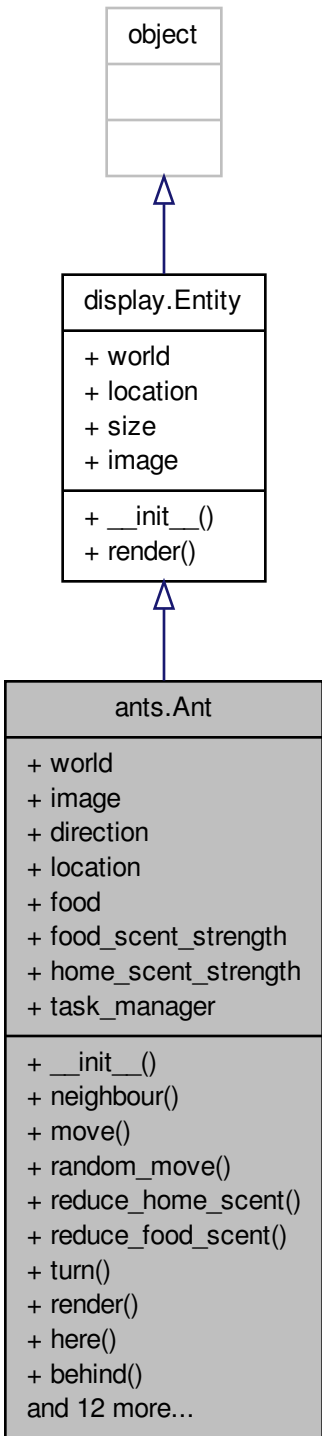 object
display.Entity
+ world
+ location
+ size
+ image
+ __init__()
+ render()
ants.Ant
+ world
+ image
+ direction
+ location
+ food
+ food_scent_strength
+ home_scent_strength
+ task_manager
+ __init__()
+ neighbour()
+ move()
+ random_move()
+ reduce_home_scent()
+ reduce_food_scent()
+ turn()
+ render()
+ here()
+ behind()
and 12 more...